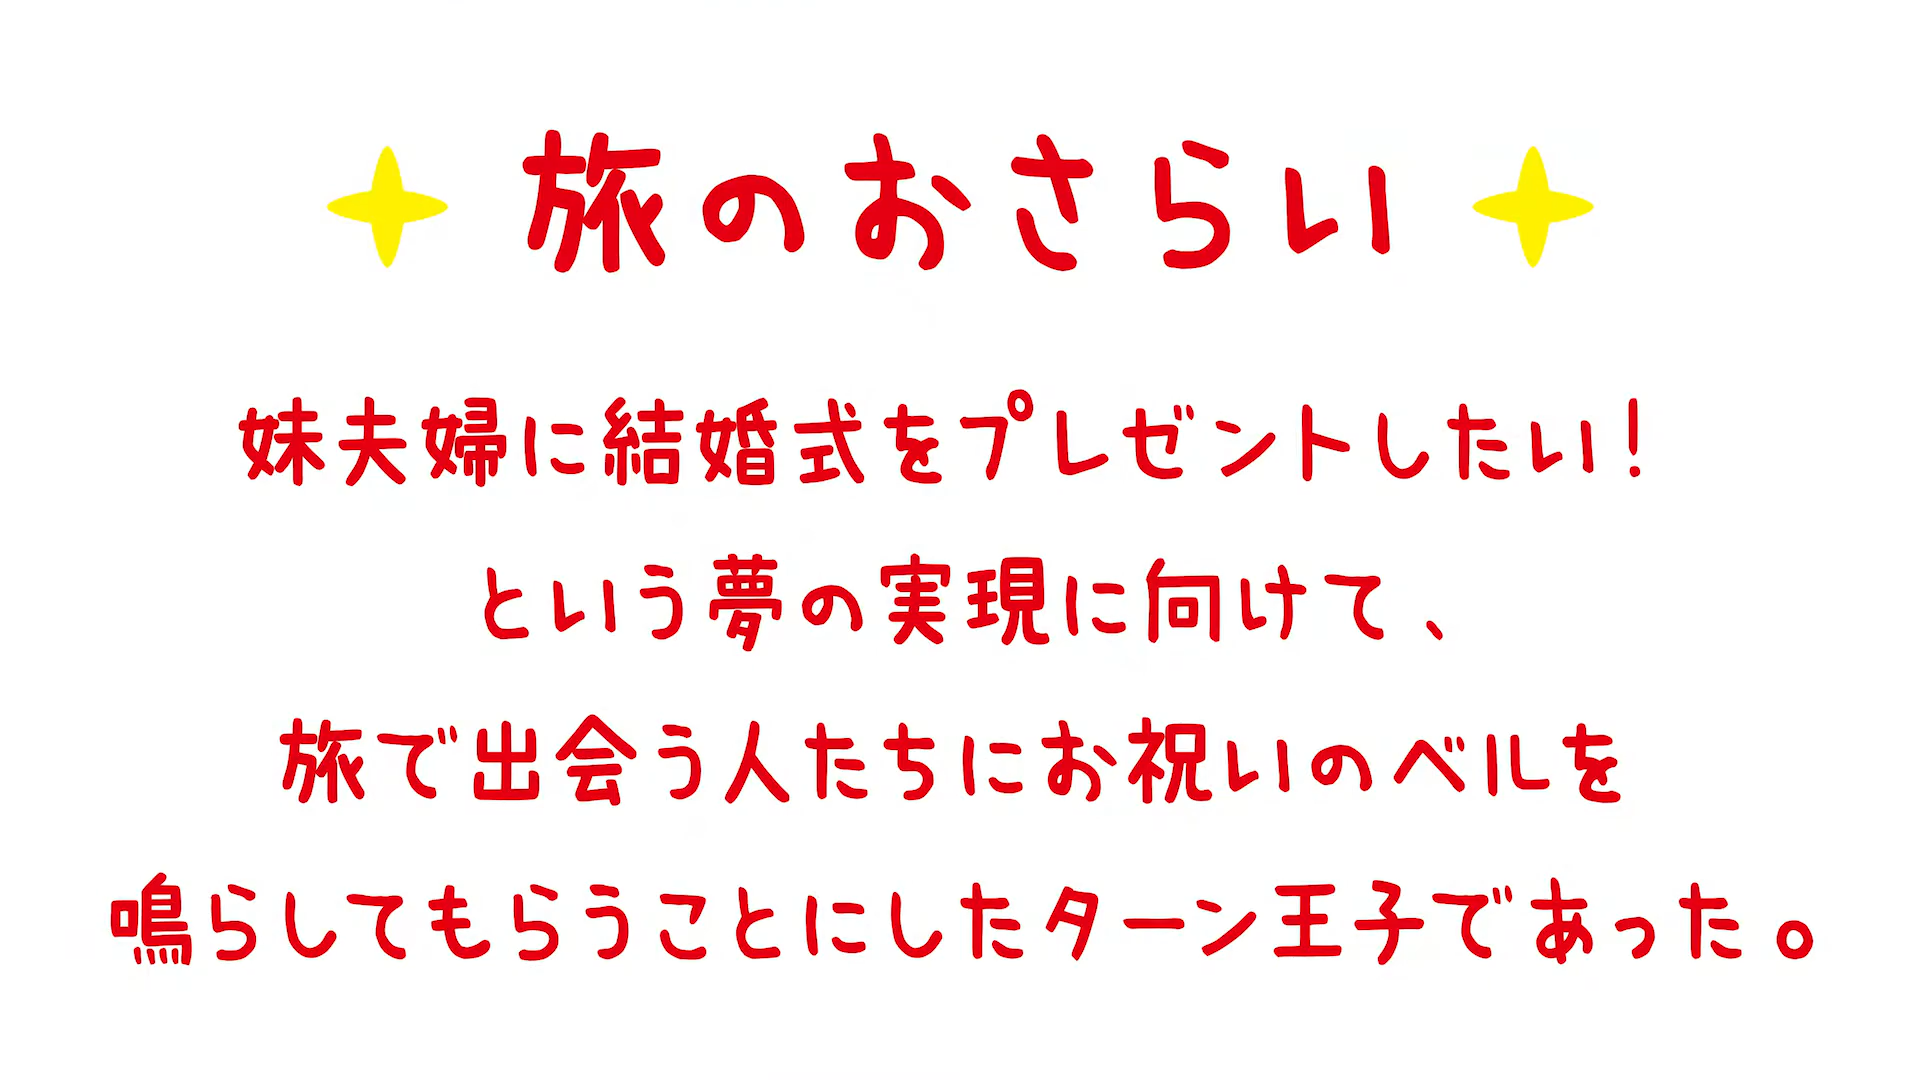 旅のおさらい
妹夫婦に結婚式をプレゼントしたい！
という夢の実現に向けて、
旅で出会う人たちにお祝いのベルを
鳴らしてもらうことにしたターン王子であった。